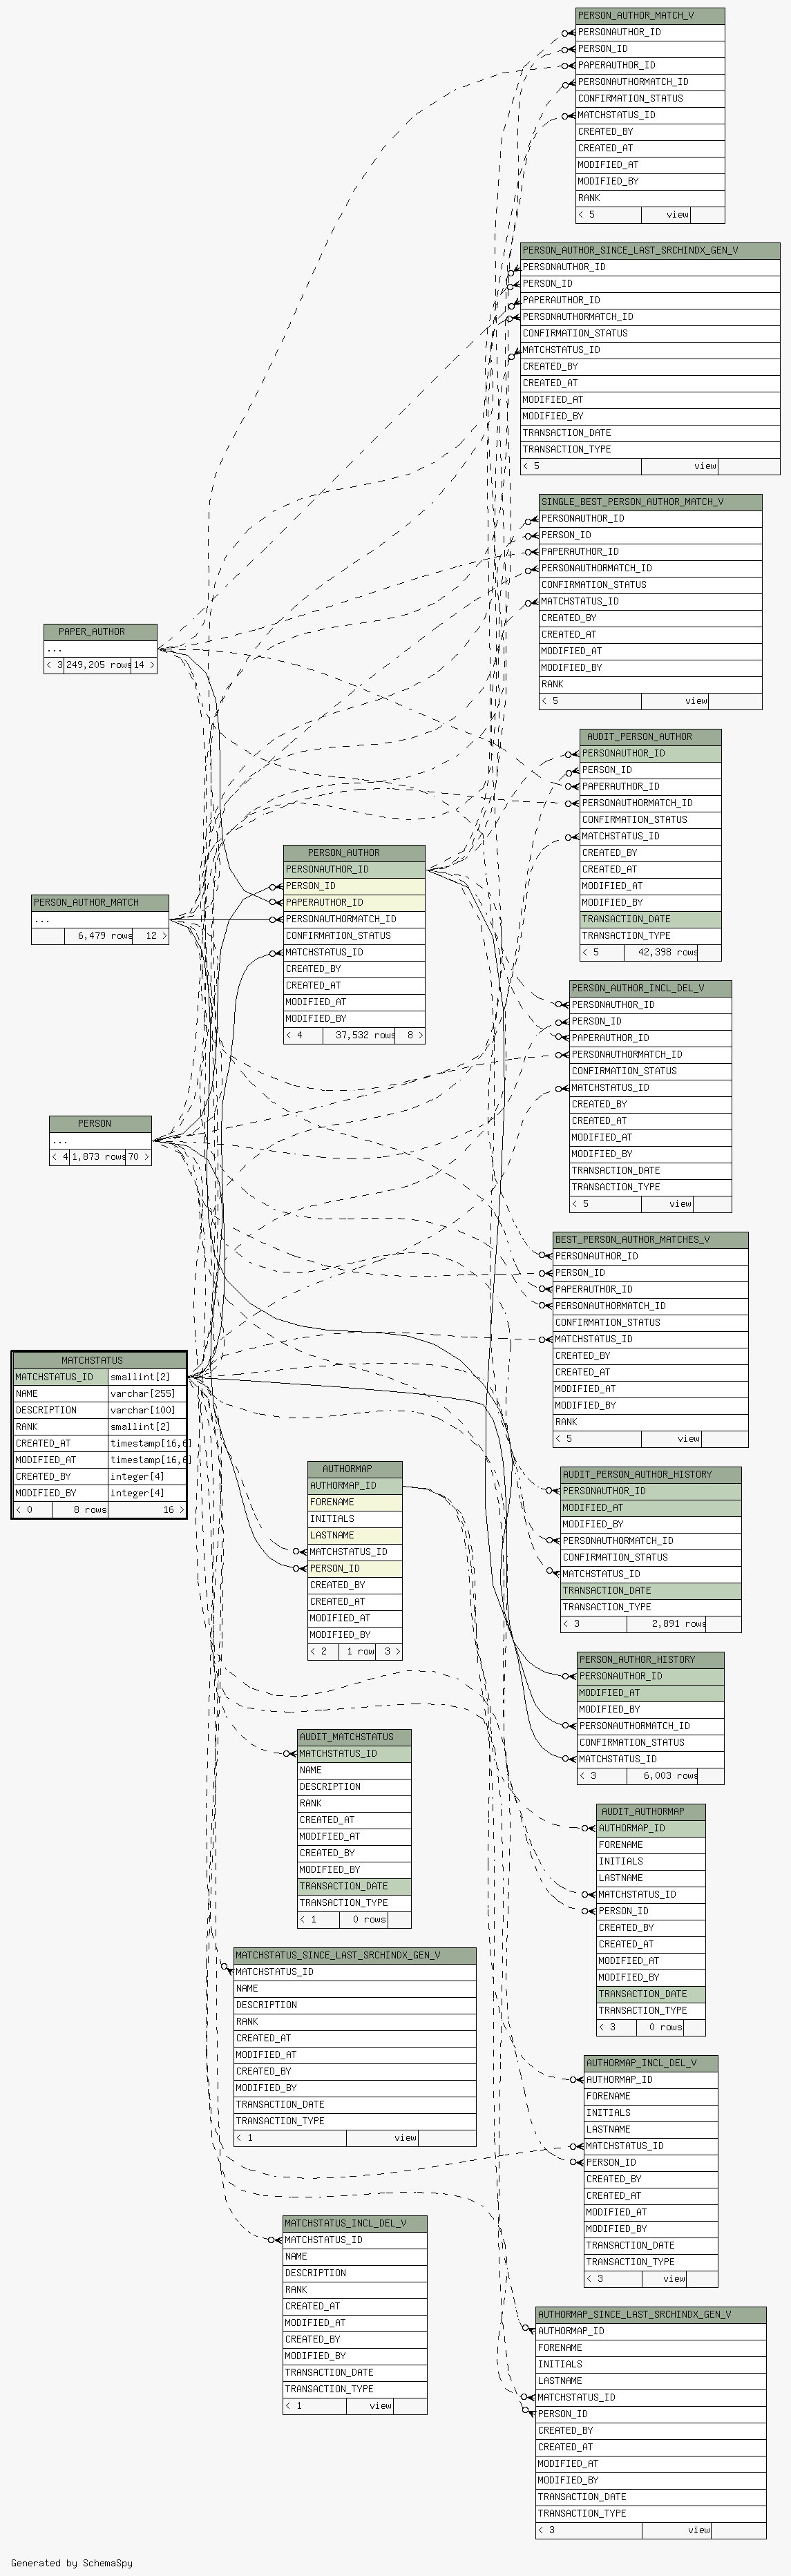 PERSON_AUTHOR_MATCH_V
PERSONAUTHOR_ID
PERSON_ID
PAPERAUTHOR_ID
PERSONAUTHORMATCH_ID
CONFIRMATION_STATUS
MATCHSTATUS_ID
CREATED_BY
CREATED_AT
MODIFIED_AT
MODIFIED_BY
RANK
< 5 view
PERSON_AUTHOR_SINCE_LAST_SRCHINDX_GEN_V
PERSONAUTHOR_ID
PERSON_ID
PAPERAUTHOR_ID
PERSONAUTHORMATCH_ID
CONFIRMATION_STATUS
MATCHSTATUS_ID
CREATED_BY
CREATED_AT
MODIFIED_AT
MODIFIED_BY
TRANSACTION_DATE
TRANSACTION_TYPE
< 5 view
SINGLE_BEST_PERSON_AUTHOR_MATCH_V
PERSONAUTHOR_ID
PERSON_ID
PAPERAUTHOR_ID
PERSONAUTHORMATCH_ID
CONFIRMATION_STATUS
MATCHSTATUS_ID
CREATED_BY
CREATED_AT
MODIFIED_AT
MODIFIED_BY
RANK
< 5 view
PAPER_AUTHOR
...
< 3 249,205 rows 14 >
AUDIT_PERSON_AUTHOR
PERSONAUTHOR_ID
PERSON_ID
PAPERAUTHOR_ID
PERSONAUTHORMATCH_ID
CONFIRMATION_STATUS
MATCHSTATUS_ID
CREATED_BY
CREATED_AT
MODIFIED_AT
MODIFIED_BY
TRANSACTION_DATE
TRANSACTION_TYPE
< 5 42,398 rows
PERSON_AUTHOR
PERSONAUTHOR_ID
PERSON_ID
PAPERAUTHOR_ID
PERSONAUTHORMATCH_ID
CONFIRMATION_STATUS
MATCHSTATUS_ID
CREATED_BY
CREATED_AT
MODIFIED_AT
MODIFIED_BY
< 4 37,532 rows 8 >
PERSON_AUTHOR_MATCH
...
6,479 rows 12 >
PERSON_AUTHOR_INCL_DEL_V
PERSONAUTHOR_ID
PERSON_ID
PAPERAUTHOR_ID
PERSONAUTHORMATCH_ID
CONFIRMATION_STATUS
MATCHSTATUS_ID
CREATED_BY
CREATED_AT
MODIFIED_AT
MODIFIED_BY
TRANSACTION_DATE
TRANSACTION_TYPE
< 5 view
PERSON
...
< 4 1,873 rows 70 >
BEST_PERSON_AUTHOR_MATCHES_V
PERSONAUTHOR_ID
PERSON_ID
PAPERAUTHOR_ID
PERSONAUTHORMATCH_ID
CONFIRMATION_STATUS
MATCHSTATUS_ID
CREATED_BY
CREATED_AT
MODIFIED_AT
MODIFIED_BY
RANK
< 5 view
MATCHSTATUS
MATCHSTATUS_ID smallint[2]
NAME varchar[255]
DESCRIPTION varchar[100]
RANK smallint[2]
CREATED_AT timestamp[16,6]
MODIFIED_AT timestamp[16,6]
CREATED_BY integer[4]
MODIFIED_BY integer[4]
< 0 8 rows 16 >
AUTHORMAP
AUTHORMAP_ID
FORENAME
INITIALS
LASTNAME
MATCHSTATUS_ID
PERSON_ID
CREATED_BY
CREATED_AT
MODIFIED_AT
MODIFIED_BY
< 2 1 row 3 >
AUDIT_PERSON_AUTHOR_HISTORY
PERSONAUTHOR_ID
MODIFIED_AT
MODIFIED_BY
PERSONAUTHORMATCH_ID
CONFIRMATION_STATUS
MATCHSTATUS_ID
TRANSACTION_DATE
TRANSACTION_TYPE
< 3 2,891 rows
PERSON_AUTHOR_HISTORY
PERSONAUTHOR_ID
MODIFIED_AT
MODIFIED_BY
PERSONAUTHORMATCH_ID
CONFIRMATION_STATUS
MATCHSTATUS_ID
< 3 6,003 rows
AUDIT_MATCHSTATUS
MATCHSTATUS_ID
NAME
DESCRIPTION
RANK
CREATED_AT
MODIFIED_AT
CREATED_BY
MODIFIED_BY
TRANSACTION_DATE
TRANSACTION_TYPE
< 1 0 rows
AUDIT_AUTHORMAP
AUTHORMAP_ID
FORENAME
INITIALS
LASTNAME
MATCHSTATUS_ID
PERSON_ID
CREATED_BY
CREATED_AT
MODIFIED_AT
MODIFIED_BY
TRANSACTION_DATE
TRANSACTION_TYPE
< 3 0 rows
MATCHSTATUS_SINCE_LAST_SRCHINDX_GEN_V
MATCHSTATUS_ID
NAME
DESCRIPTION
RANK
CREATED_AT
MODIFIED_AT
CREATED_BY
MODIFIED_BY
TRANSACTION_DATE
TRANSACTION_TYPE
< 1 view
AUTHORMAP_INCL_DEL_V
AUTHORMAP_ID
FORENAME
INITIALS
LASTNAME
MATCHSTATUS_ID
PERSON_ID
CREATED_BY
CREATED_AT
MODIFIED_AT
MODIFIED_BY
TRANSACTION_DATE
TRANSACTION_TYPE
< 3 view
MATCHSTATUS_INCL_DEL_V
MATCHSTATUS_ID
NAME
DESCRIPTION
RANK
CREATED_AT
MODIFIED_AT
CREATED_BY
MODIFIED_BY
TRANSACTION_DATE
TRANSACTION_TYPE
< 1 view
AUTHORMAP_SINCE_LAST_SRCHINDX_GEN_V
AUTHORMAP_ID
FORENAME
INITIALS
LASTNAME
MATCHSTATUS_ID
PERSON_ID
CREATED_BY
CREATED_AT
MODIFIED_AT
MODIFIED_BY
TRANSACTION_DATE
TRANSACTION_TYPE
< 3 view
Generated by SchemaSpy